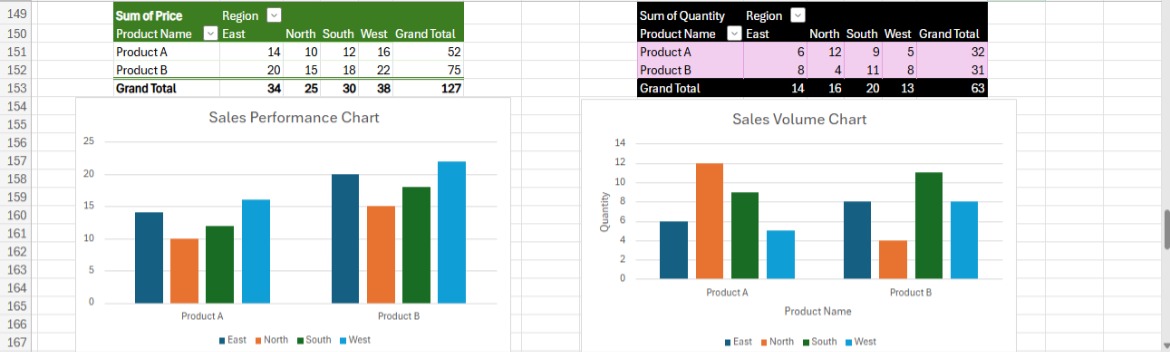 149
150
151
152
153
154
155
156
157
158
159
160
161
162
163
164
165
166
167
Sum of Price Region
Product Name East North South West Grand Total
Product A 14 10 12 16 52
Product B 20 15 18 22 75
Grand Total 34 25 30 38 127
Sales Performance Chart
25
20
15
10
5
0
Product A Product B
East North South West
Sum of Quantity Region
Product Name East North South West Grand Total
Product A 6 12 9 5 32
Product B 8 4 11 8 31
Grand Total 14 16 20 13 63
Sales Volume Chart
Quantity
14
12
10
8
6
4
2
0
Product A Product B
Product Name
East North South West